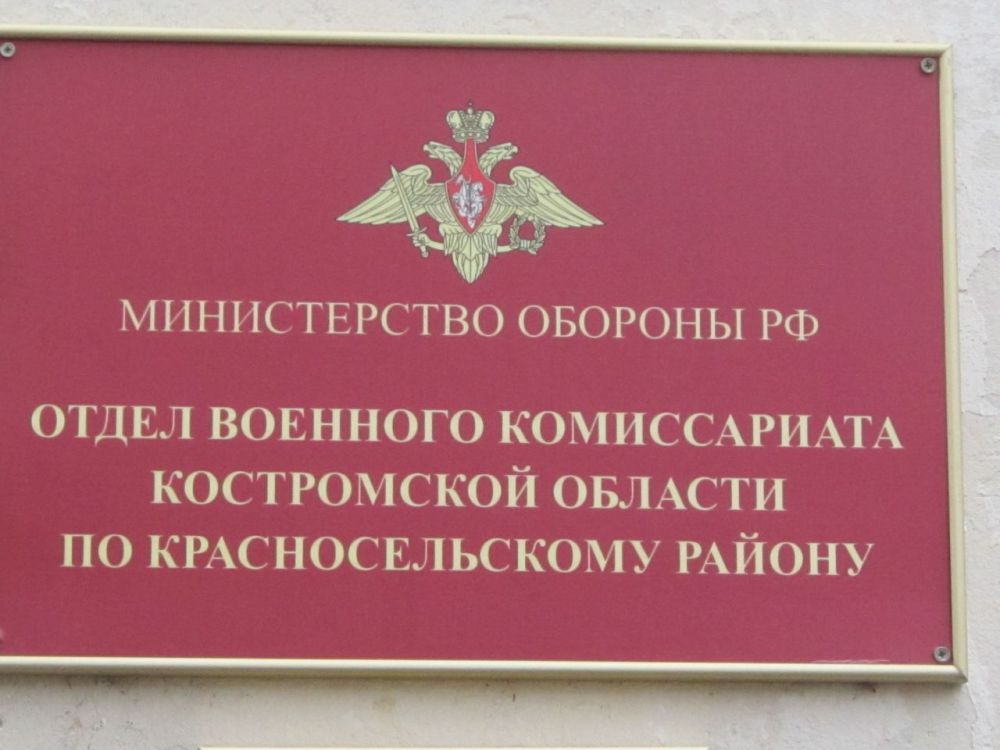 МИНИСТЕРСТВО ОБОРОНЫ РФ
ОТДЕЛ ВОЕННОГО КОМИССАРИАТА
КОСТРОМСКОЙ ОБЛАСТИ
ПО КРАСНОСЕЛЬСКОМУ РАЙОНУ